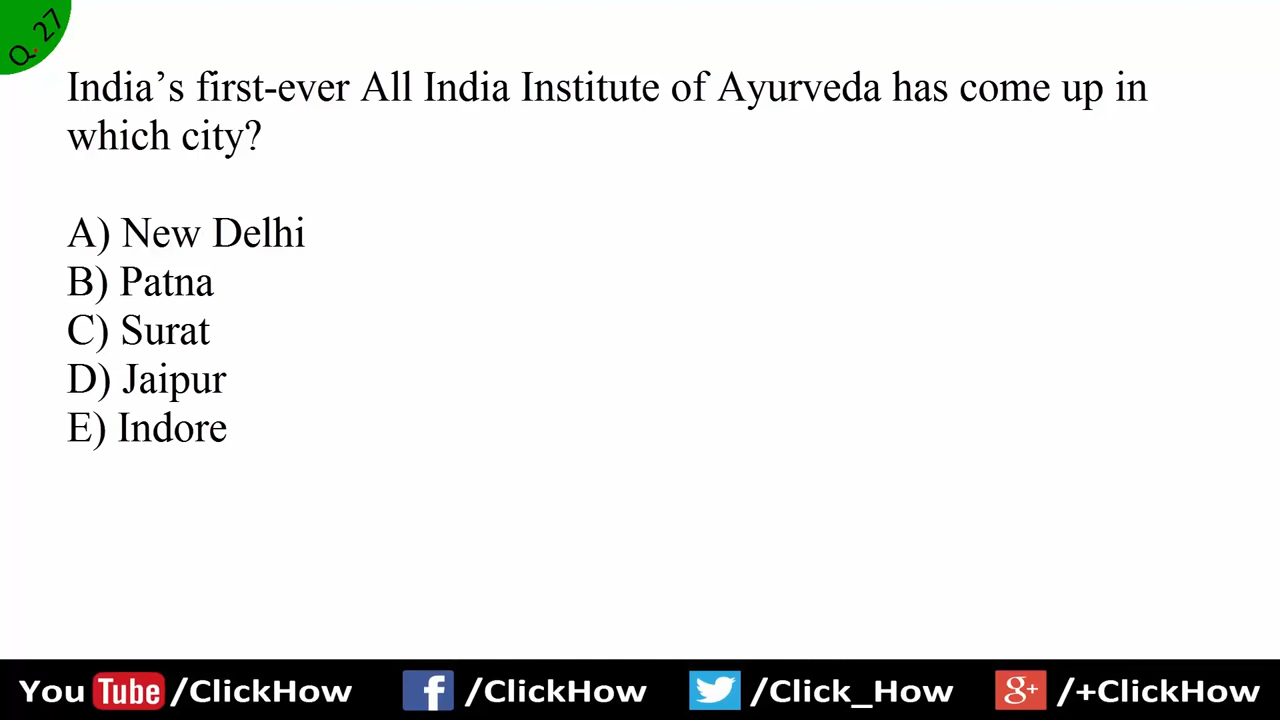 Q. 27
India’s first-ever All India Institute of Ayurveda has come up in
which city?
A) New Delhi
B) Patna
C) Surat
D) Jaipur
E) Indore
You Tube /ClickHow f /ClickHow /Click_How g+ /+ClickHow